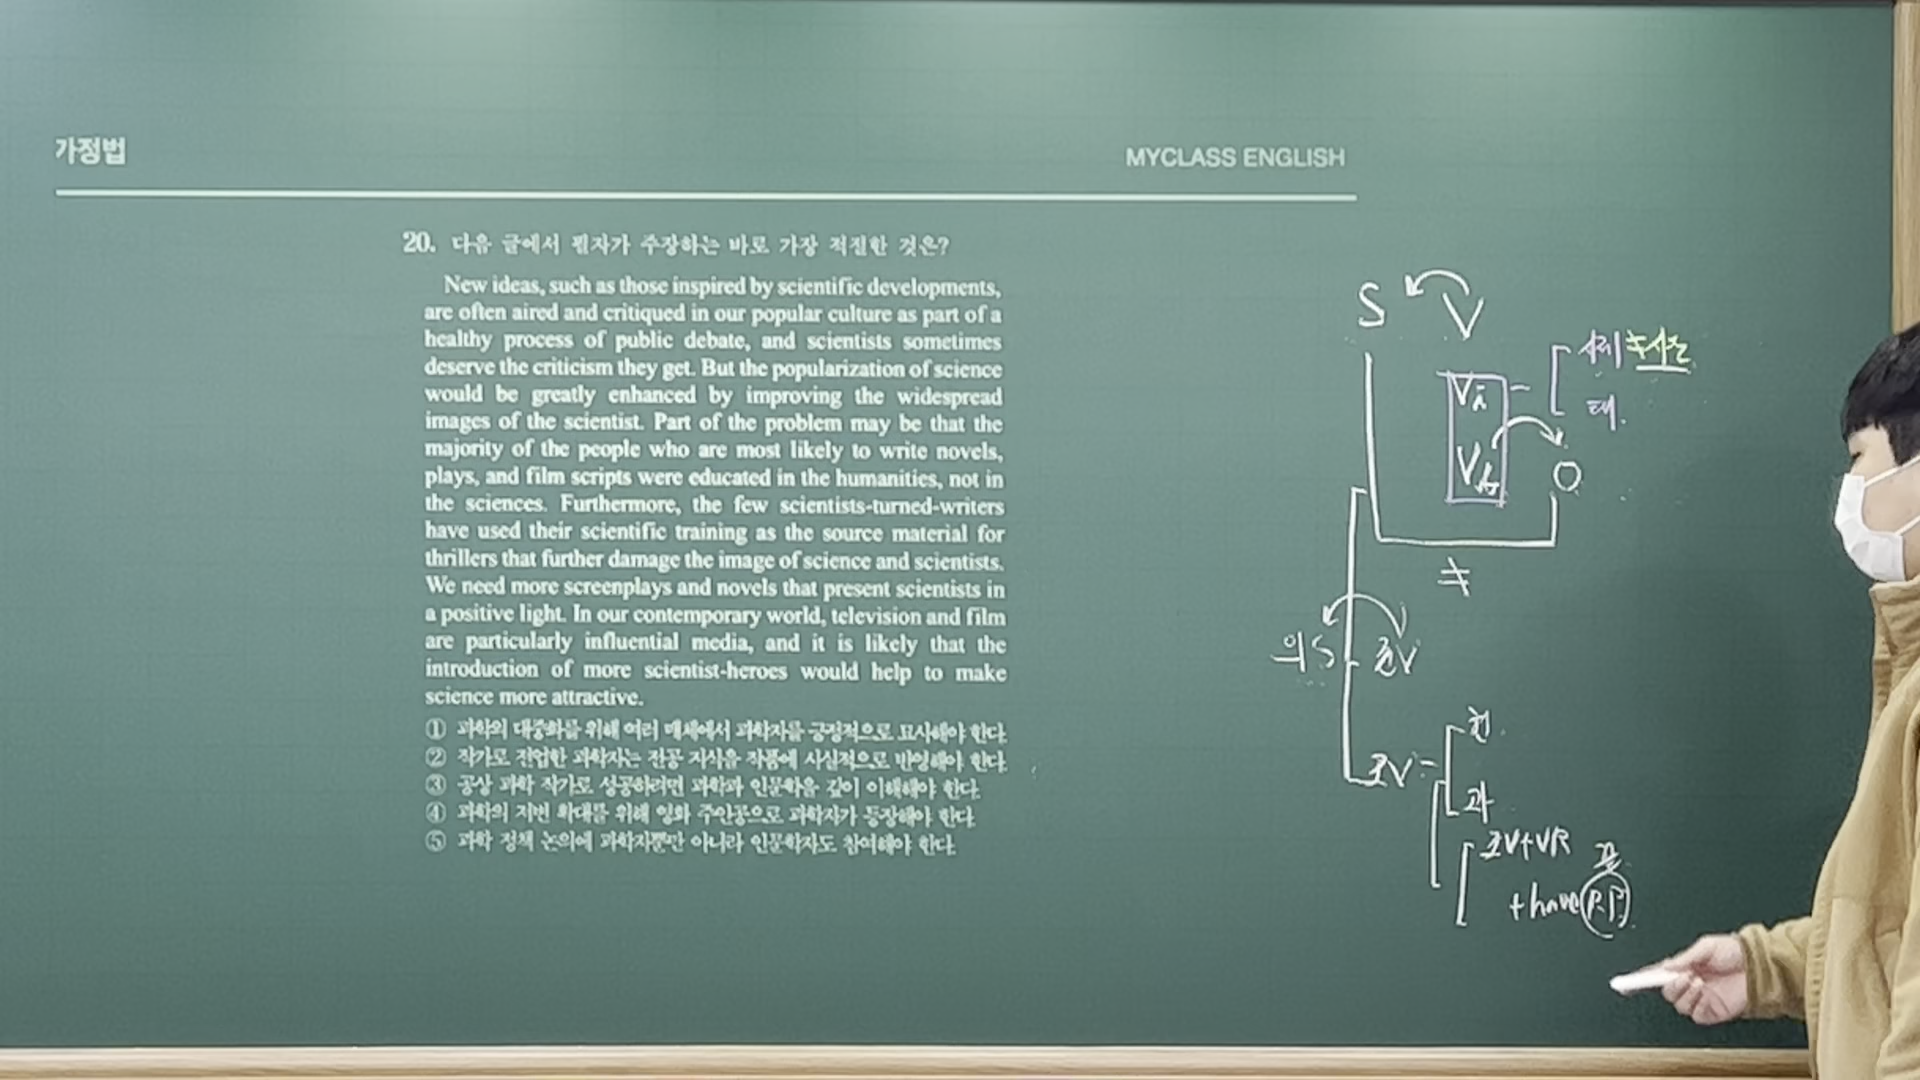 가정법
MYCLASS ENGLISH
20. 다음 글에서 필자가 주장하는 바로 가장 적절한 것은?
New ideas, such as those inspired by scientific developments,
are often aired and critiqued in our popular culture as part of a
healthy process of public debate, and scientists sometimes
deserve the criticism they get. But the popularization of science
would be greatly enhanced by improving the widespread
images of the scientist. Part of the problem may be that the
majority of the people who are most likely to write novels,
plays, and film scripts were educated in the humanities, not in
the sciences. Furthermore, the few scientists-turned-writers
have used their scientific training as the source material for
thrillers that further damage the image of science and scientists.
We need more screenplays and novels that present scientists in
a positive light. In our contemporary world, television and film
are particularly influential media, and it is likely that the
introduction of more scientist-heroes would help to make
science more attractive.
① 과학의 대중화를 위해 여러 매체에서 과학자를 긍정적으로 묘사해야 한다.
② 작가로 전업한 과학자는 전공 지식을 작품에 사실적으로 반영해야 한다.
③ 공상 과학 작가로 성공하려면 과학과 인문학을 깊이 이해해야 한다.
④ 과학의 저변 확대를 위해 영화 주인공으로 과학자가 등장해야 한다.
⑤ 과학 정책 논의에 과학자뿐만 아니라 인문학자도 참여해야 한다.
S V
태.
O
≠
의S
현.
과
조V+VR
+have P.P